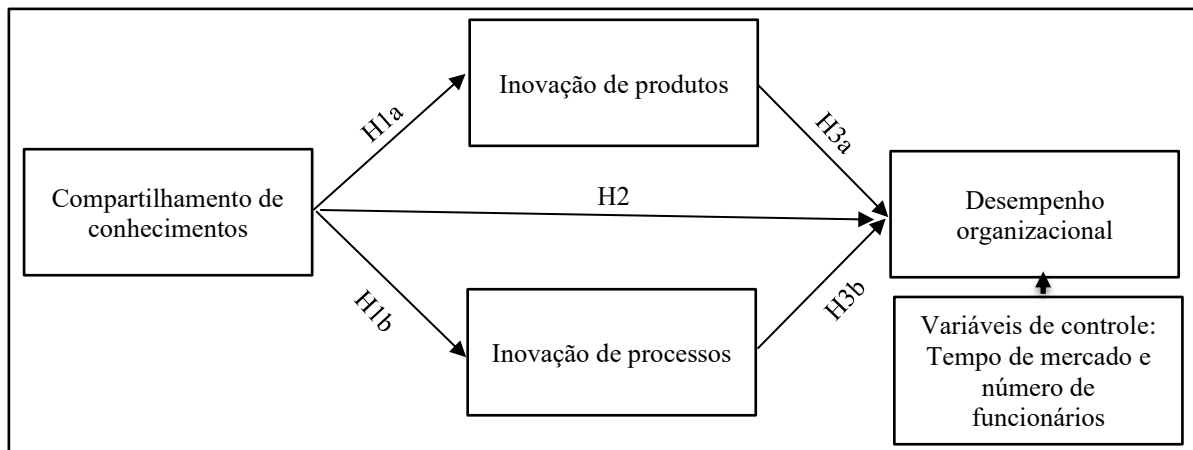 Inovação de produtos
H1a
H3a
Compartilhamento de
conhecimentos
H2
Desempenho
organizacional
H1b
H3b
Inovação de processos
Variáveis de controle:
Tempo de mercado e
número de
funcionários